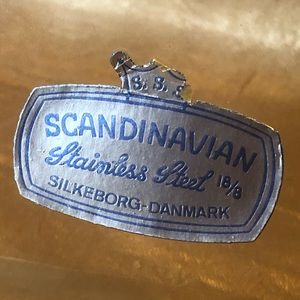 S. S. S.
SCANDINAVIAN
Stainless Steel 18/8
SILKEBORG-DANMARK